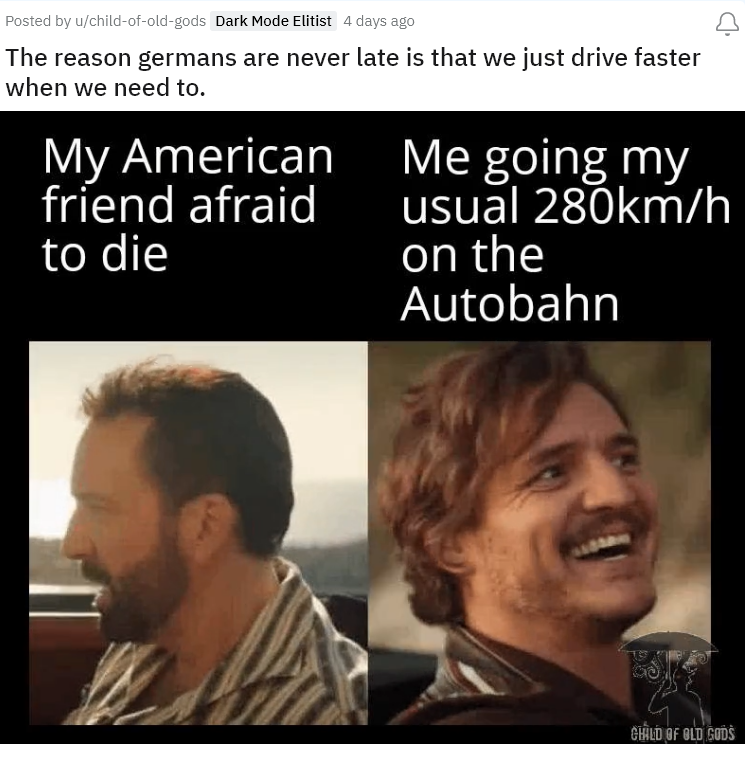 Posted by u/child-of-old-gods Dark Mode Elitist 4 days ago
The reason germans are never late is that we just drive faster
when we need to.
My American
friend afraid
to die
Me going my
usual 280km/h
on the
Autobahn
CHILD OF OLD GODS